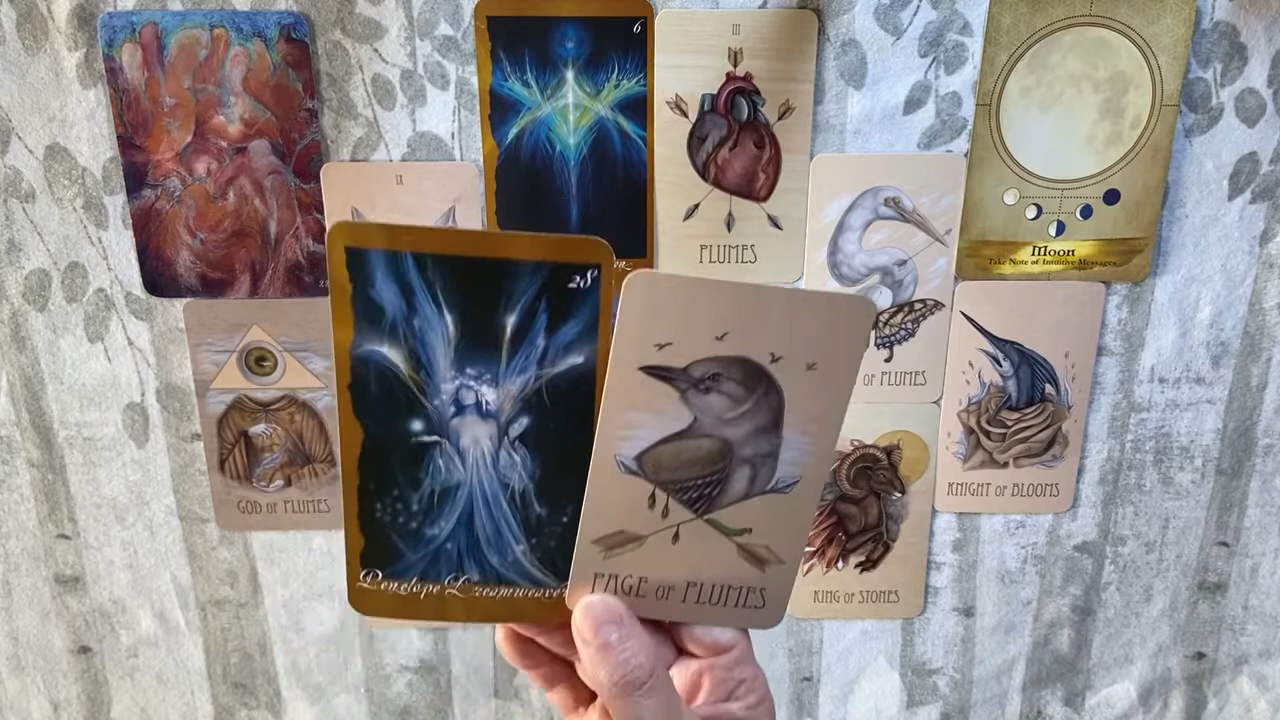 6
III
PLUMES
IX
Moon
Take Note of Intuitive Messages
OF PLUMES
GOD OF PLUMES
28
Penelope Dreamweaver
PAGE OF PLUMES
KNIGHT OF BLOOMS
KING OF STONES